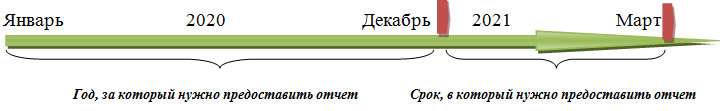 Январь 2020 Декабрь 2021 Март
Год, за который нужно предоставить отчет Срок, в который нужно предоставить отчет